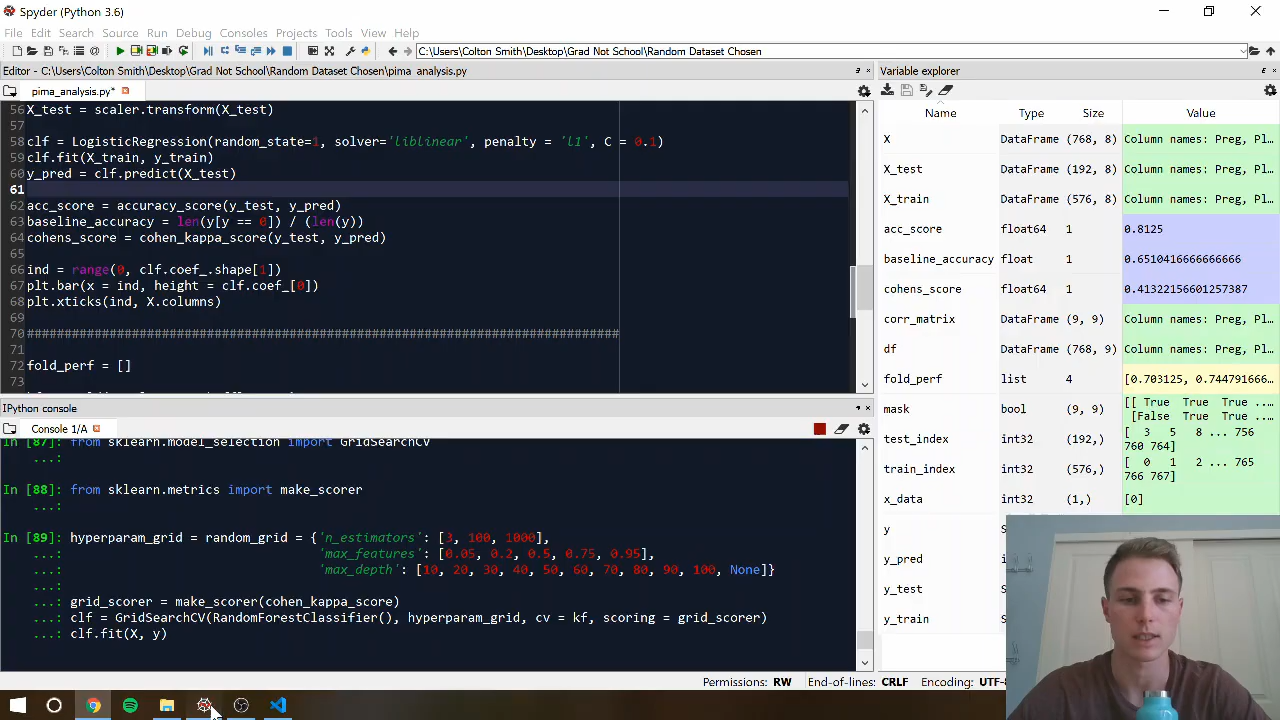 Spyder (Python 3.6)
File Edit Search Source Run Debug Consoles Projects Tools View Help
C:\Users\Colton Smith\Desktop\Grad Not School\Random Dataset Chosen
Editor - C:\Users\Colton Smith\Desktop\Grad Not School\Random Dataset Chosen\pima_analysis.py
pima_analysis.py*
56 X_test = scaler.transform(X_test)
57
58 clf = LogisticRegression(random_state=1, solver='liblinear', penalty = 'l1', C = 0.1)
59 clf.fit(X_train, y_train)
60 y_pred = clf.predict(X_test)
61
62 acc_score = accuracy_score(y_test, y_pred)
63 baseline_accuracy = len(y[y == 0]) / (len(y))
64 cohens_score = cohen_kappa_score(y_test, y_pred)
65
66 ind = range(0, clf.coef_.shape[1])
67 plt.bar(x = ind, height = clf.coef_[0])
68 plt.xticks(ind, X.columns)
69
70 ###############################################################################
71
72 fold_perf = []
73
IPython console
Console 1/A
In [87]: from sklearn.model_selection import GridSearchCV
...:
In [88]: from sklearn.metrics import make_scorer
...:
In [89]: hyperparam_grid = random_grid = {'n_estimators': [3, 100, 1000],
...: 'max_features': [0.05, 0.2, 0.5, 0.75, 0.95],
...: 'max_depth': [10, 20, 30, 40, 50, 60, 70, 80, 90, 100, None]}
...:
...: grid_scorer = make_scorer(cohen_kappa_score)
...: clf = GridSearchCV(RandomForestClassifier(), hyperparam_grid, cv = kf, scoring = grid_scorer)
...: clf.fit(X, y)
Variable explorer
Name Type Size Value
X DataFrame (768, 8) Column names: Preg, Pl...
X_test DataFrame (192, 8) Column names: Preg, Pl...
X_train DataFrame (576, 8) Column names: Preg, Pl...
acc_score float64 1 0.8125
baseline_accuracy float 1 0.6510416666666666
cohens_score float64 1 0.41322156601257387
corr_matrix DataFrame (9, 9) Column names: Preg, Pl...
df DataFrame (768, 9) Column names: Preg, Pl...
fold_perf list 4 [0.703125, 0.744791666...
mask bool (9, 9) [[ True True True ...
[False True True ...
test_index int32 (192,) [ 3 5 8 ... 756
760 764]
train_index int32 (576,) [ 0 1 2 ... 765
766 767]
x_data int32 (1,) [0]
y S
y_pred i
y_test S
y_train S
Permissions: RW End-of-lines: CRLF Encoding: UTF-8